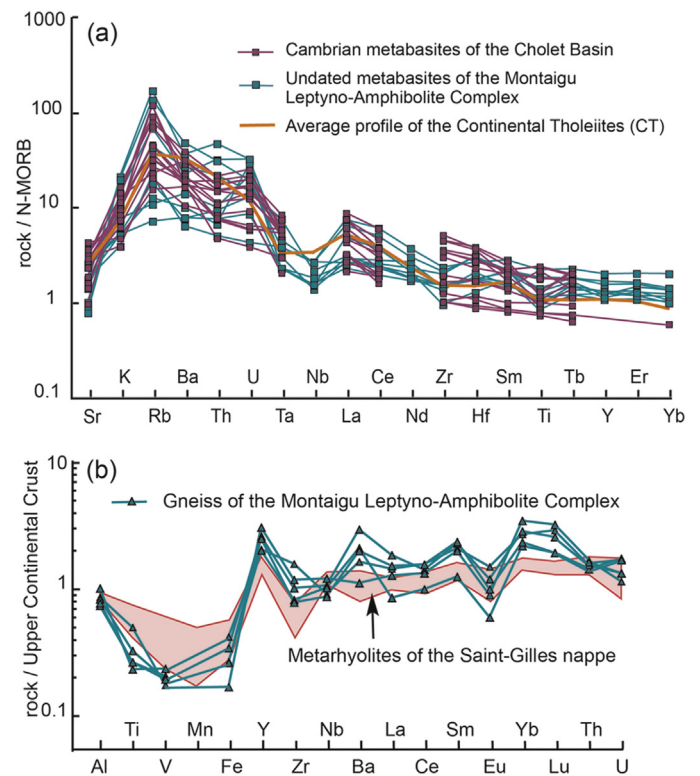 (a)
Cambrian metabasites of the Cholet Basin
Undated metabasites of the Montaigu
Leptyno-Amphibolite Complex
Average profile of the Continental Tholeiites (CT)
rock / N-MORB
1000
100
10
1
0.1
K Ba U Nb Ce Zr Sm Tb Er
Sr Rb Th Ta La Nd Hf Ti Y Yb
(b)
Gneiss of the Montaigu Leptyno-Amphibolite Complex
rock / Upper Continental Crust
10
1
0.1
Metarhyolites of the Saint-Gilles nappe
Ti Mn Y Nb La Sm Yb Th
Al V Fe Zr Ba Ce Eu Lu U